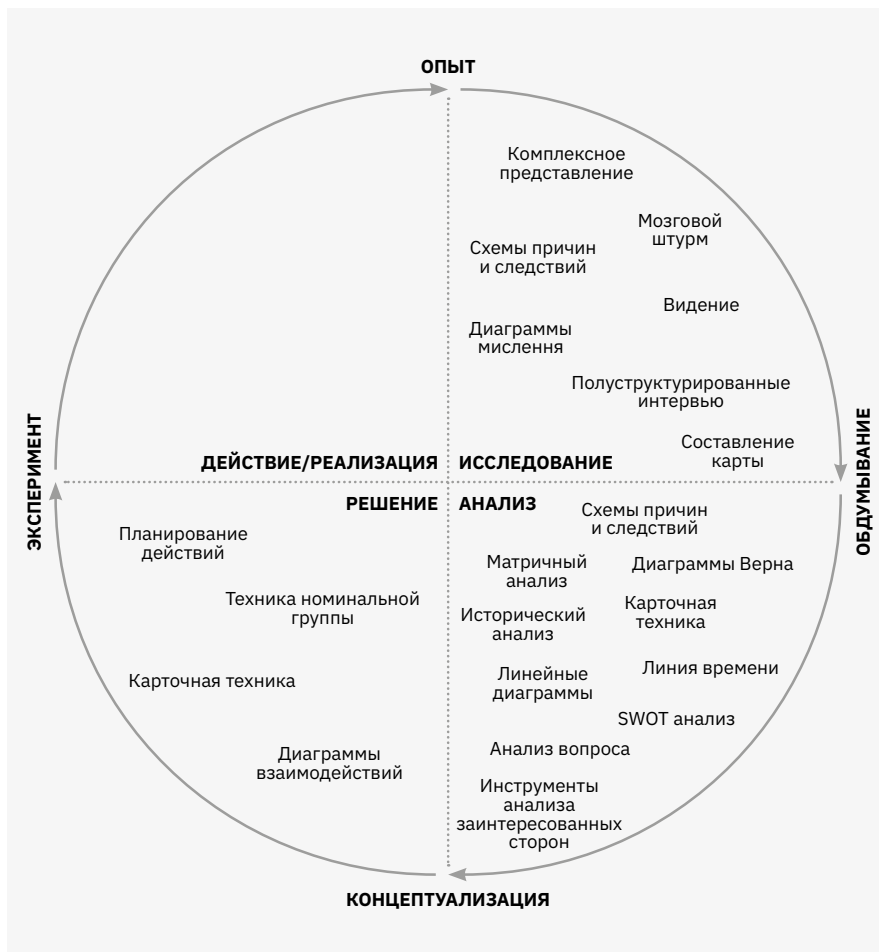 ОПЫТ
Комплексное
представление
Мозговой
штурм
Схемы причин
и следствий
Видение
Диаграммы
мислення
Полуструктурированные
интервью
Составление
карты
ЭКСПЕРИМЕНТ
ДЕЙСТВИЕ/РЕАЛИЗАЦИЯ
ИССЛЕДОВАНИЕ
ОБДУМЫВАНИЕ
РЕШЕНИЕ
АНАЛИЗ
Планирование
действий
Техника номинальной
группы
Карточная техника
Диаграммы
взаимодействий
Схемы причин
и следствий
Матричный
анализ
Диаграммы Верна
Исторический
анализ
Карточная
техника
Линейные
диаграммы
Линия времени
SWOT анализ
Анализ вопроса
Инструменты
анализа
заинтересованных
сторон
КОНЦЕПТУАЛИЗАЦИЯ